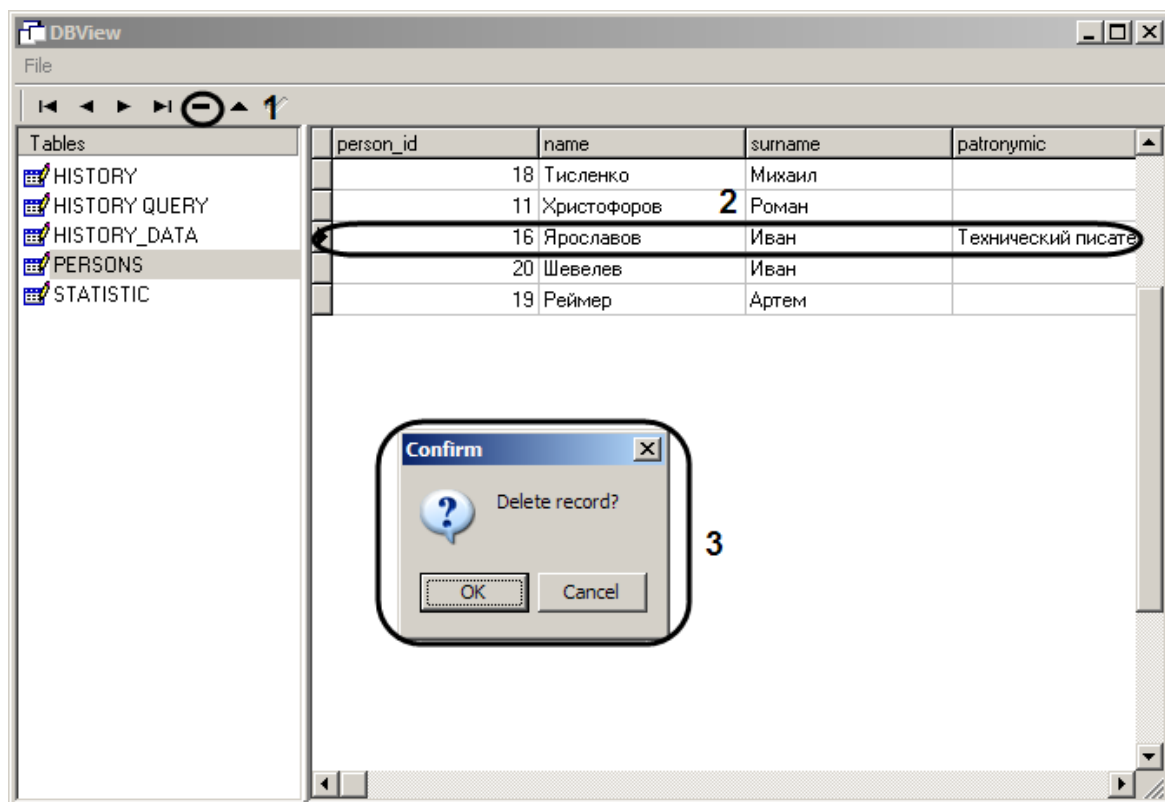 DBView
File
1
Tables
HISTORY
HISTORY QUERY
HISTORY_DATA
PERSONS
STATISTIC
person_id name surname patronymic
18 Тисленко Михаил
11 Христофоров 2 Роман
16 Ярославов Иван Технический писате
20 Шевелев Иван
19 Реймер Артем
Confirm
Delete record?
OK Cancel
3